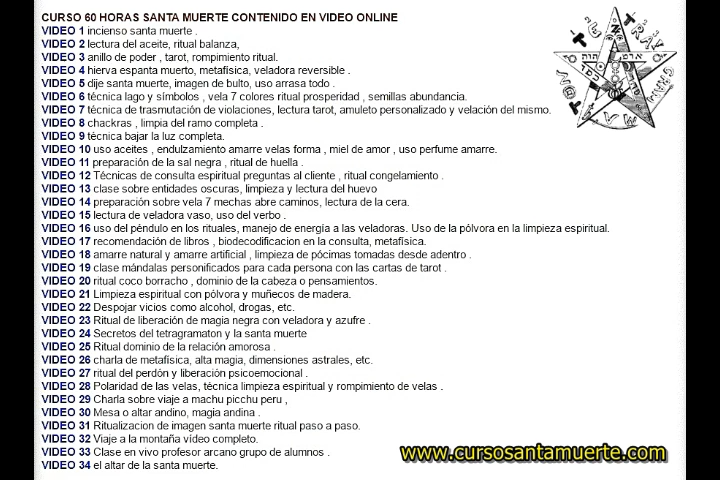 CURSO 60 HORAS SANTA MUERTE CONTENIDO EN VIDEO ONLINE
VIDEO 1 incienso santa muerte .
VIDEO 2 lectura del aceite, ritual balanza,
VIDEO 3 anillo de poder , tarot, rompimiento ritual.
VIDEO 4 hierva espanta muerto, metafísica, veladora reversible .
VIDEO 5 dije santa muerte, imagen de bulto, uso arrasa todo .
VIDEO 6 técnica lago y símbolos , vela 7 colores ritual prosperidad , semillas abundancia.
VIDEO 7 técnica de trasmutación de violaciones, lectura tarot, amuleto personalizado y velación del mismo.
VIDEO 8 chackras , limpia del ramo completa .
VIDEO 9 técnica bajar la luz completa.
VIDEO 10 uso aceites , endulzamiento amarre velas forma , miel de amor , uso perfume amarre.
VIDEO 11 preparación de la sal negra , ritual de huella .
VIDEO 12 Técnicas de consulta espiritual preguntas al cliente , ritual congelamiento .
VIDEO 13 clase sobre entidades oscuras, limpieza y lectura del huevo
VIDEO 14 preparación sobre vela 7 mechas abre caminos, lectura de la cera.
VIDEO 15 lectura de veladora vaso, uso del verbo .
VIDEO 16 uso del péndulo en los rituales, manejo de energía a las veladoras. Uso de la pólvora en la limpieza espiritual.
VIDEO 17 recomendación de libros , biodecodificacion en la consulta, metafísica.
VIDEO 18 amarre natural y amarre artificial , limpieza de pócimas tomadas desde adentro .
VIDEO 19 clase mándalas personificados para cada persona con las cartas de tarot .
VIDEO 20 ritual coco borracho , dominio de la cabeza o pensamientos.
VIDEO 21 Limpieza espiritual con pólvora y muñecos de madera.
VIDEO 22 Despojar vicios como alcohol, drogas, etc.
VIDEO 23 Ritual de liberación de magia negra con veladora y azufre .
VIDEO 24 Secretos del tetragramaton y la santa muerte
VIDEO 25 Ritual dominio de la relación amorosa .
VIDEO 26 charla de metafísica, alta magia, dimensiones astrales, etc.
VIDEO 27 ritual del perdón y liberación psicoemocional .
VIDEO 28 Polaridad de las velas, técnica limpieza espiritual y rompimiento de velas .
VIDEO 29 Charla sobre viaje a machu picchu peru ,
VIDEO 30 Mesa o altar andino, magia andina .
VIDEO 31 Ritualizacion de imagen santa muerte ritual paso a paso.
VIDEO 32 Viaje a la montaña vídeo completo.
VIDEO 33 Clase en vivo profesor arcano grupo de alumnos .
VIDEO 34 el altar de la santa muerte.
www.cursosantamuerte.com